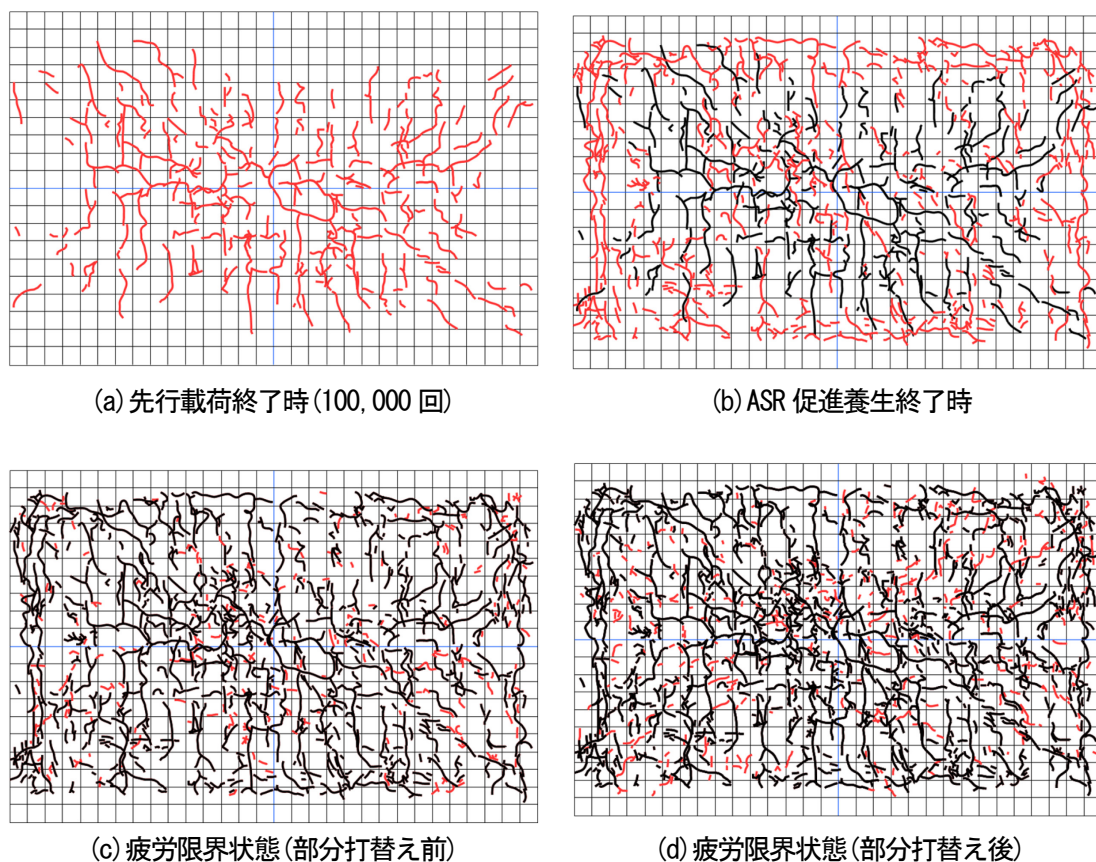 (a)先行載荷終了時(100,000 回)
(b)ASR 促進養生終了時
(c)疲労限界状態(部分打替え前)
(d)疲労限界状態(部分打替え後)